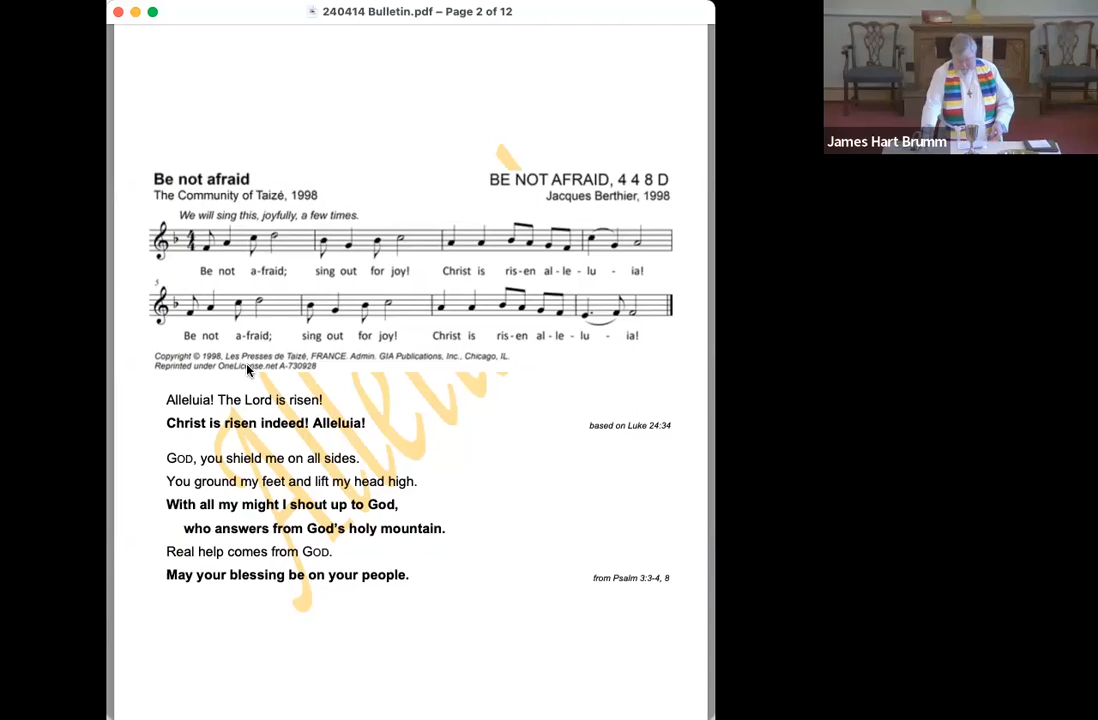 240414 Bulletin.pdf – Page 2 of 12
James Hart Brumm
Be not afraid
BE NOT AFRAID, 4 4 8 D
The Community of Taizé, 1998
Jacques Berthier, 1998
We will sing this, joyfully, a few times.
Be not a-fraid; sing out for joy! Christ is ris-en al - le - lu - ia!
5
Be not a-fraid; sing out for joy! Christ is ris-en al - le - lu - ia!
Copyright © 1998, Les Presses de Taizé, FRANCE. Admin. GIA Publications, Inc., Chicago, IL.
Reprinted under OneLicense.net A-730928
Alleluia! The Lord is risen!
Christ is risen indeed! Alleluia!
based on Luke 24:34
GOD, you shield me on all sides.
You ground my feet and lift my head high.
With all my might I shout up to God,
who answers from God's holy mountain.
Real help comes from GOD.
May your blessing be on your people.
from Psalm 3:3-4, 8